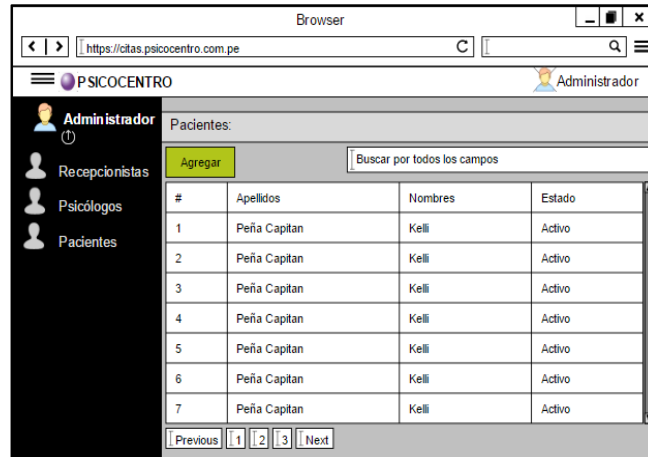 Browser
https://citas.psicocentro.com.pe
PSICOCENTRO
Administrador
Administrador
Recepcionistas
Psicólogos
Pacientes
Pacientes:
Agregar
Buscar por todos los campos
# Apellidos Nombres Estado
1 Peña Capitan Kelli Activo
2 Peña Capitan Kelli Activo
3 Peña Capitan Kelli Activo
4 Peña Capitan Kelli Activo
5 Peña Capitan Kelli Activo
6 Peña Capitan Kelli Activo
7 Peña Capitan Kelli Activo
Previous 1 2 3 Next